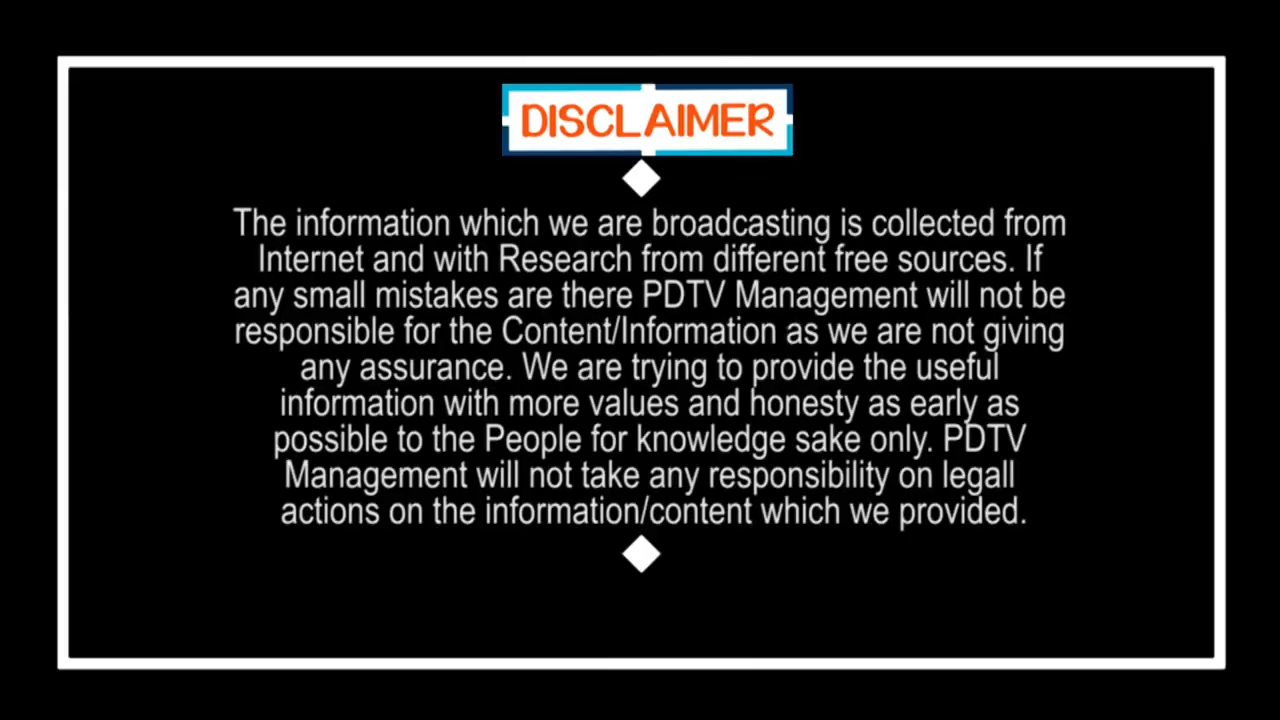 DISCLAIMER
The information which we are broadcasting is collected from
Internet and with Research from different free sources. If
any small mistakes are there PDTV Management will not be
responsible for the Content/Information as we are not giving
any assurance. We are trying to provide the useful
information with more values and honesty as early as
possible to the People for knowledge sake only. PDTV
Management will not take any responsibility on legall
actions on the information/content which we provided.